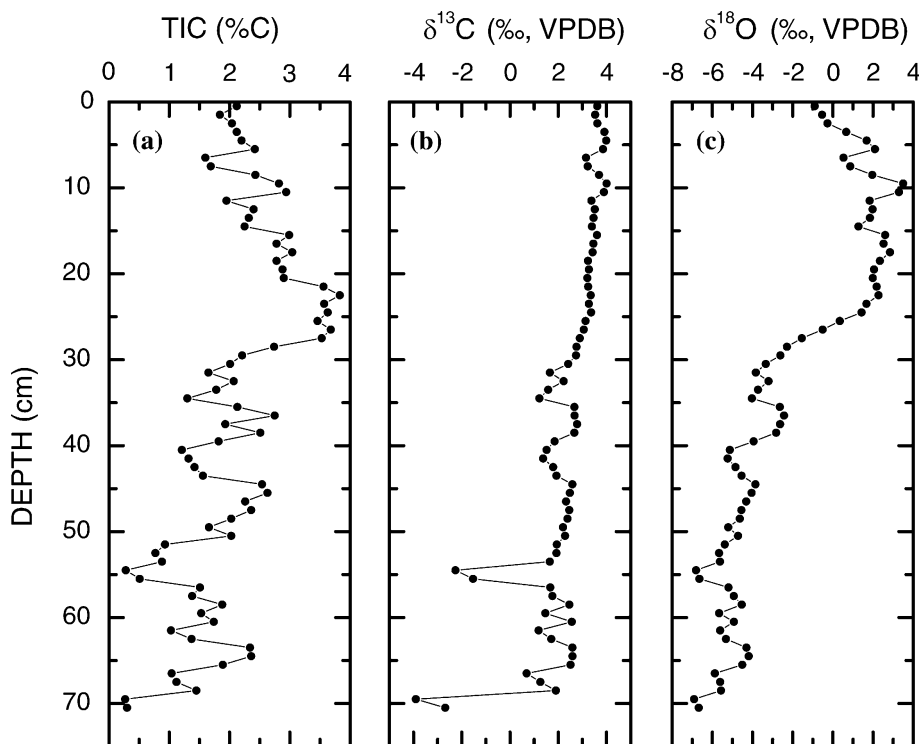 TIC (%C) δ¹³C (‰, VPDB) δ¹⁸O (‰, VPDB)
0 1 2 3 4 -4 -2 0 2 4 -8 -6 -4 -2 0 2 4
0
(a) (b) (c)
10
20
30
DEPTH (cm)
40
50
60
70